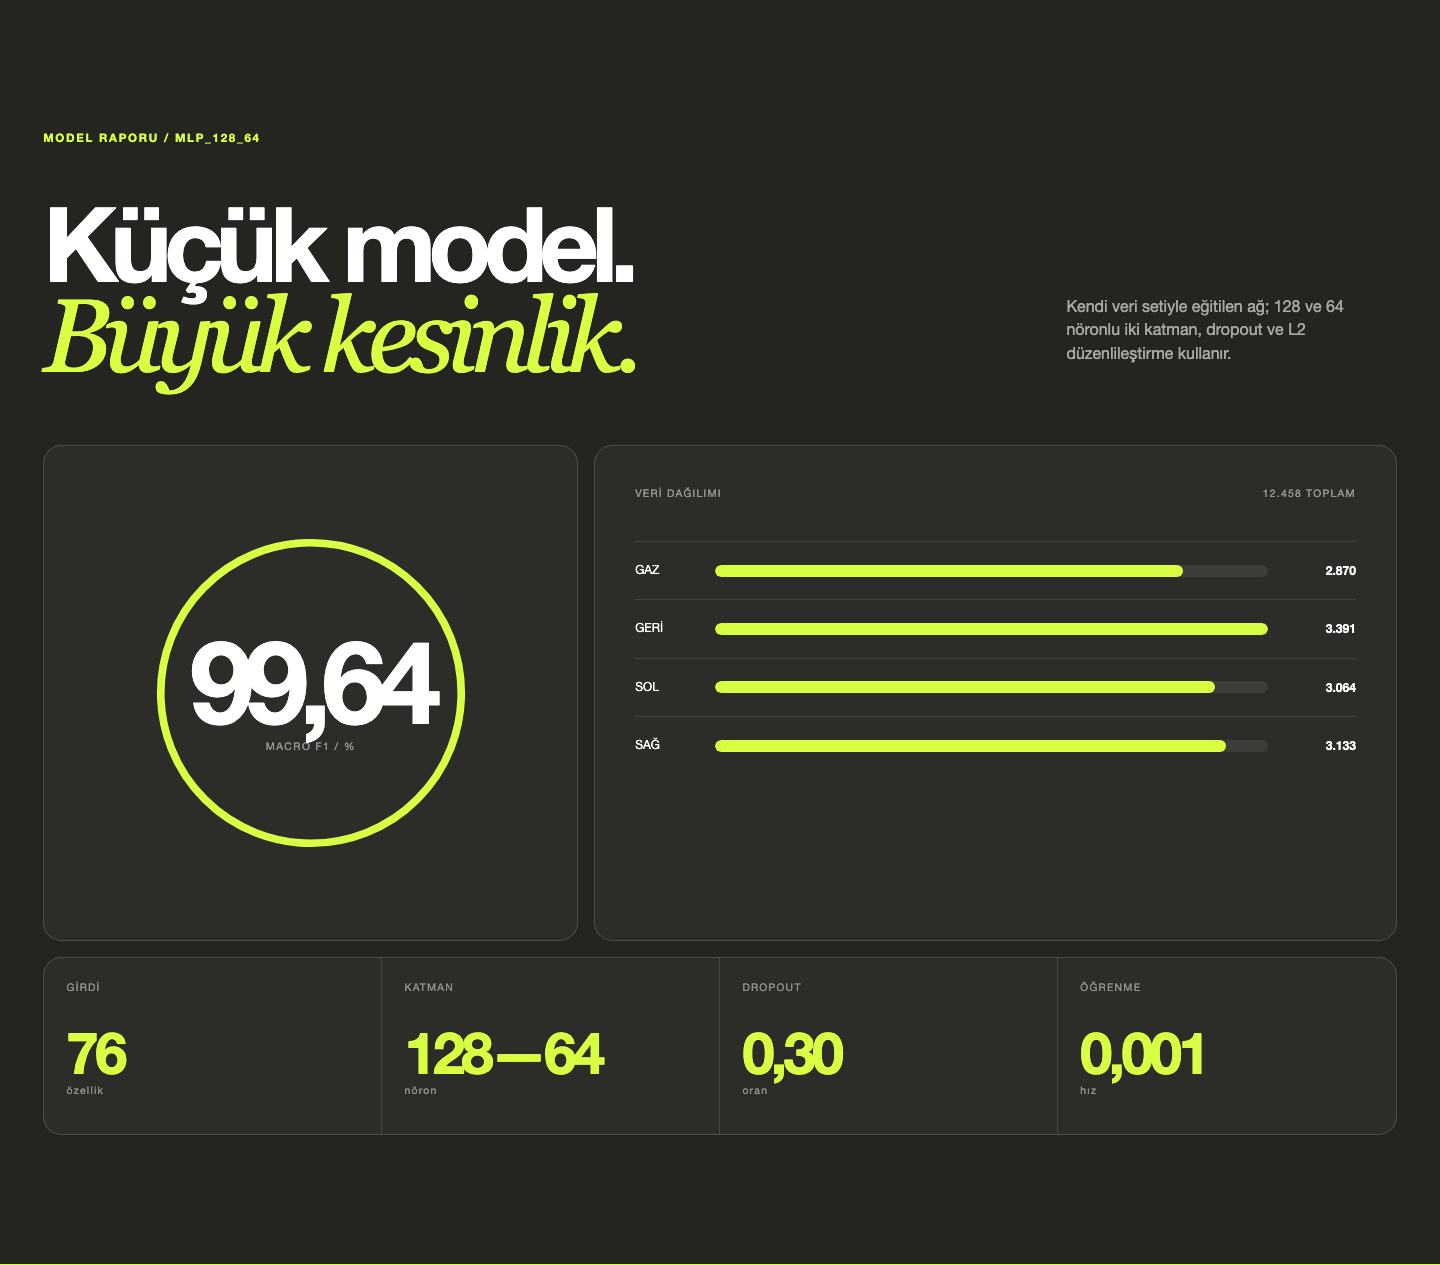 MODEL RAPORU / MLP_128_64
Küçük model.
Büyük kesinlik.
Kendi veri setiyle eğitilen ağ; 128 ve 64
nöronlu iki katman, dropout ve L2
düzenlileştirme kullanır.
99,64
MACRO F1 / %
VERİ DAĞILIMI
12.458 TOPLAM
GAZ 2.870
GERİ 3.391
SOL 3.064
SAĞ 3.133
GİRDİ
76
özellik
KATMAN
128—64
nöron
DROPOUT
0,30
oran
ÖĞRENME
0,001
hız